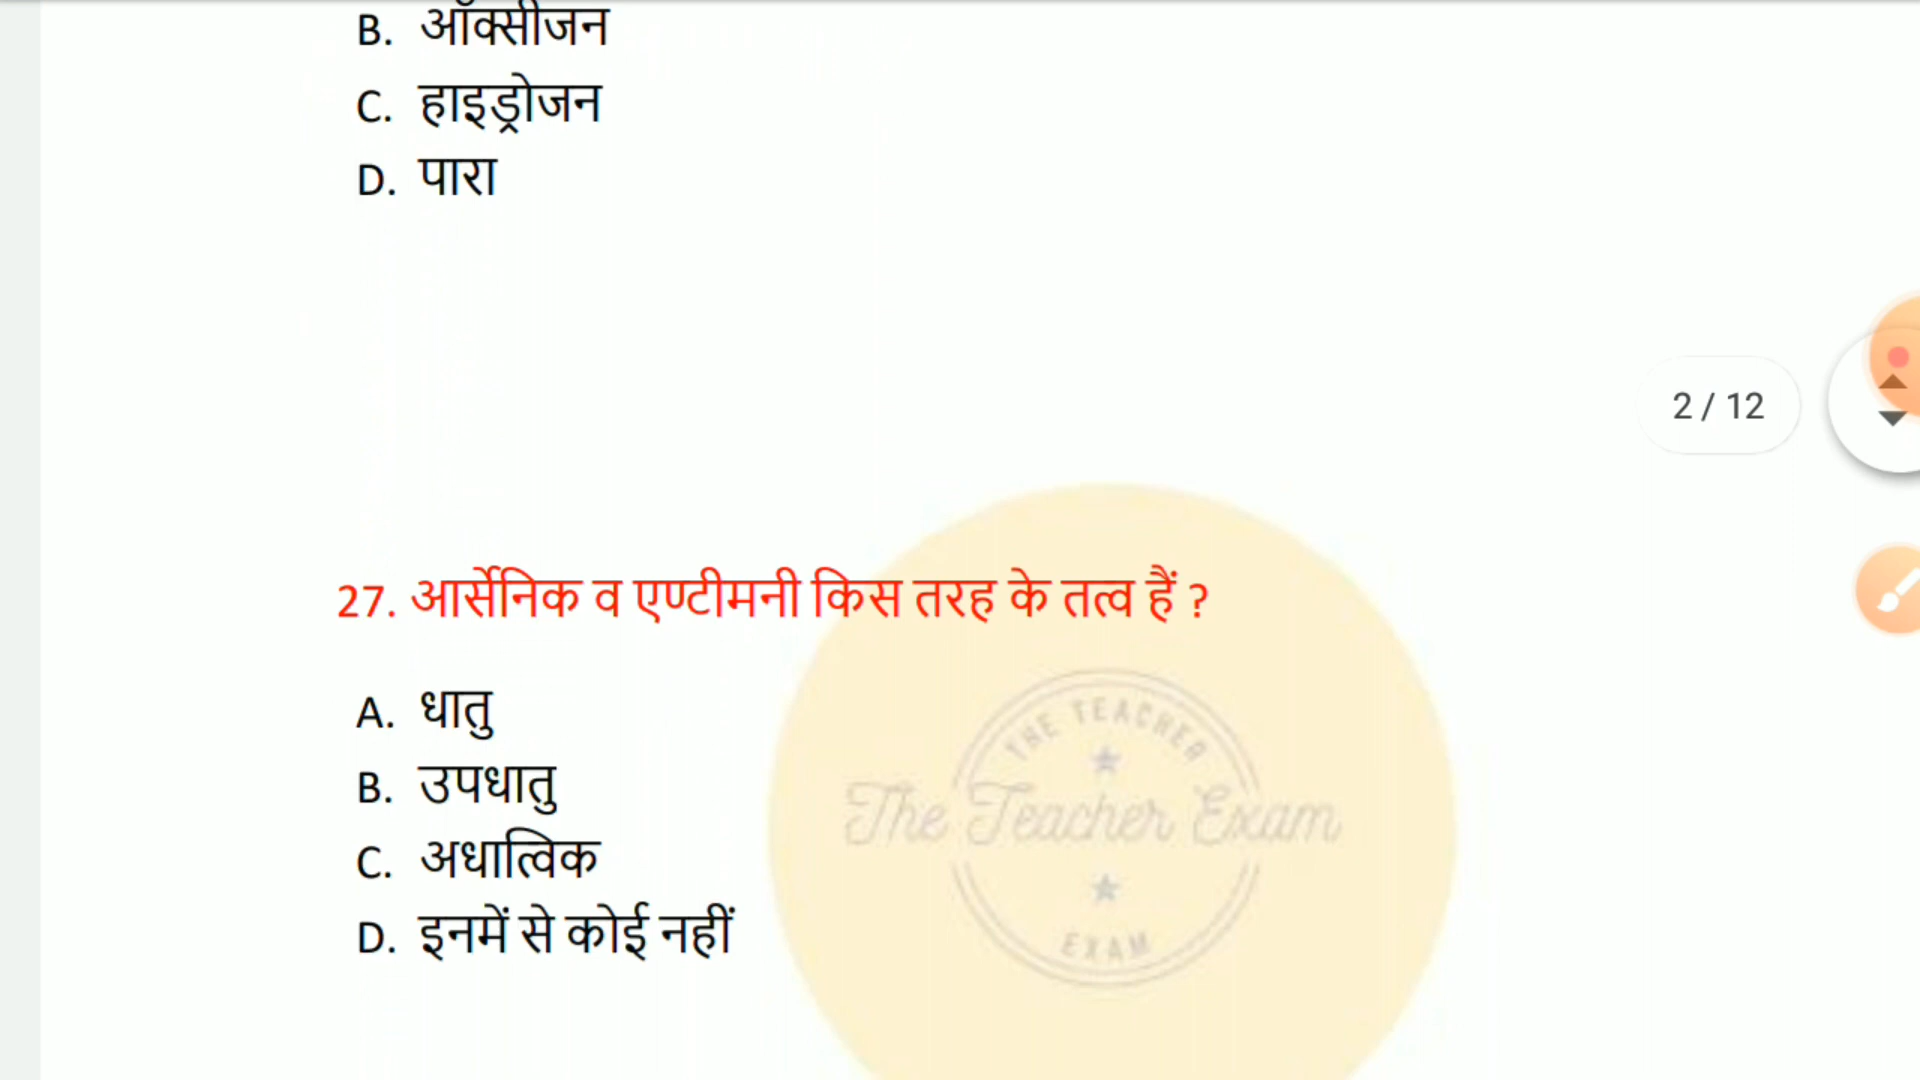 B. ऑक्सीजन
C. हाइड्रोजन
D. पारा
2 / 12
27. आर्सेनिक व एण्टीमनी किस तरह के तत्व हैं ?
A. धातु
B. उपधातु
C. अधात्विक
D. इनमें से कोई नहीं
THE TEACHER
The Teacher Exam
EXAM